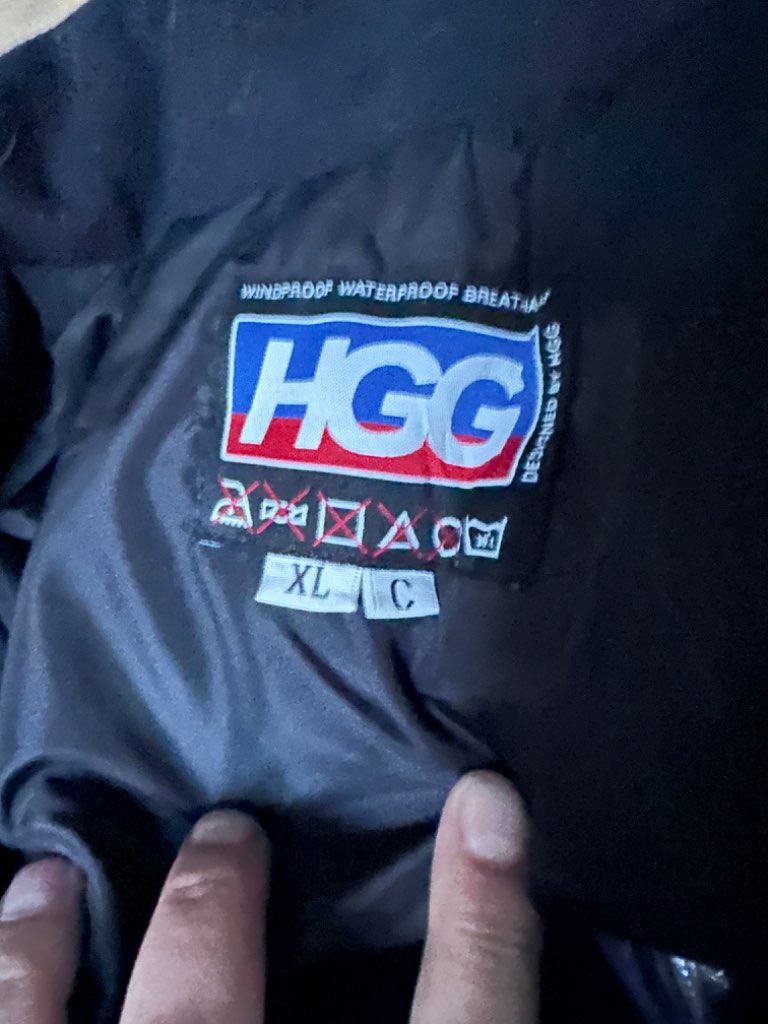 WINDPROOF WATERPROOF
HGG
DESIGNED BY HGG
XL
C